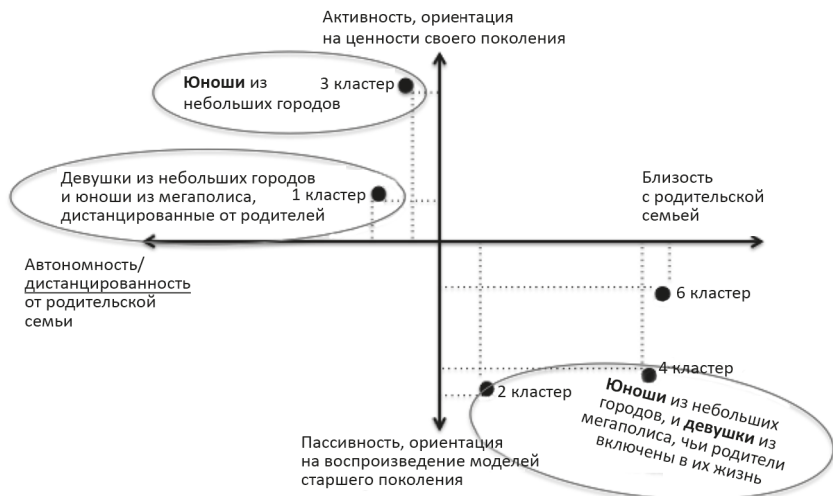 Активность, ориентация
на ценности своего поколения
Юноши из
небольших городов
3 кластер
Девушки из небольших городов
и юноши из мегаполиса,
дистанцированные от родителей
1 кластер
Близость
с родительской
семьей
Автономность/
дистанцированность
от родительской
семьи
6 кластер
4 кластер
2 кластер
Юноши из небольших
городов, и девушки из
мегаполиса, чьи родители
включены в их жизнь
Пассивность, ориентация
на воспроизведение моделей
старшего поколения